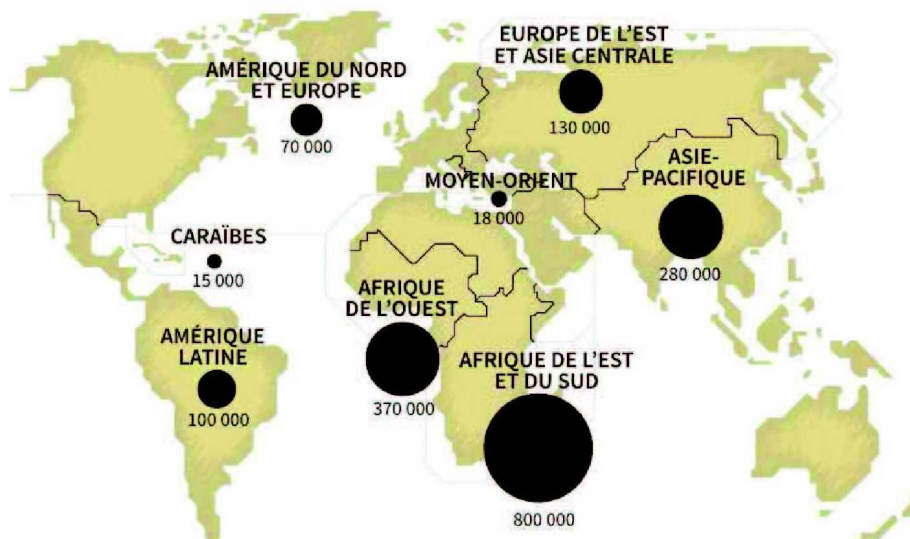 EUROPE DE L'EST
ET ASIE CENTRALE
130 000
AMÉRIQUE DU NORD
ET EUROPE
70 000
ASIE-
PACIFIQUE
280 000
MOYEN-ORIENT
18 000
CARAÏBES
15 000
AFRIQUE
DE L'OUEST
370 000
AMÉRIQUE
LATINE
100 000
AFRIQUE DE L'EST
ET DU SUD
800 000